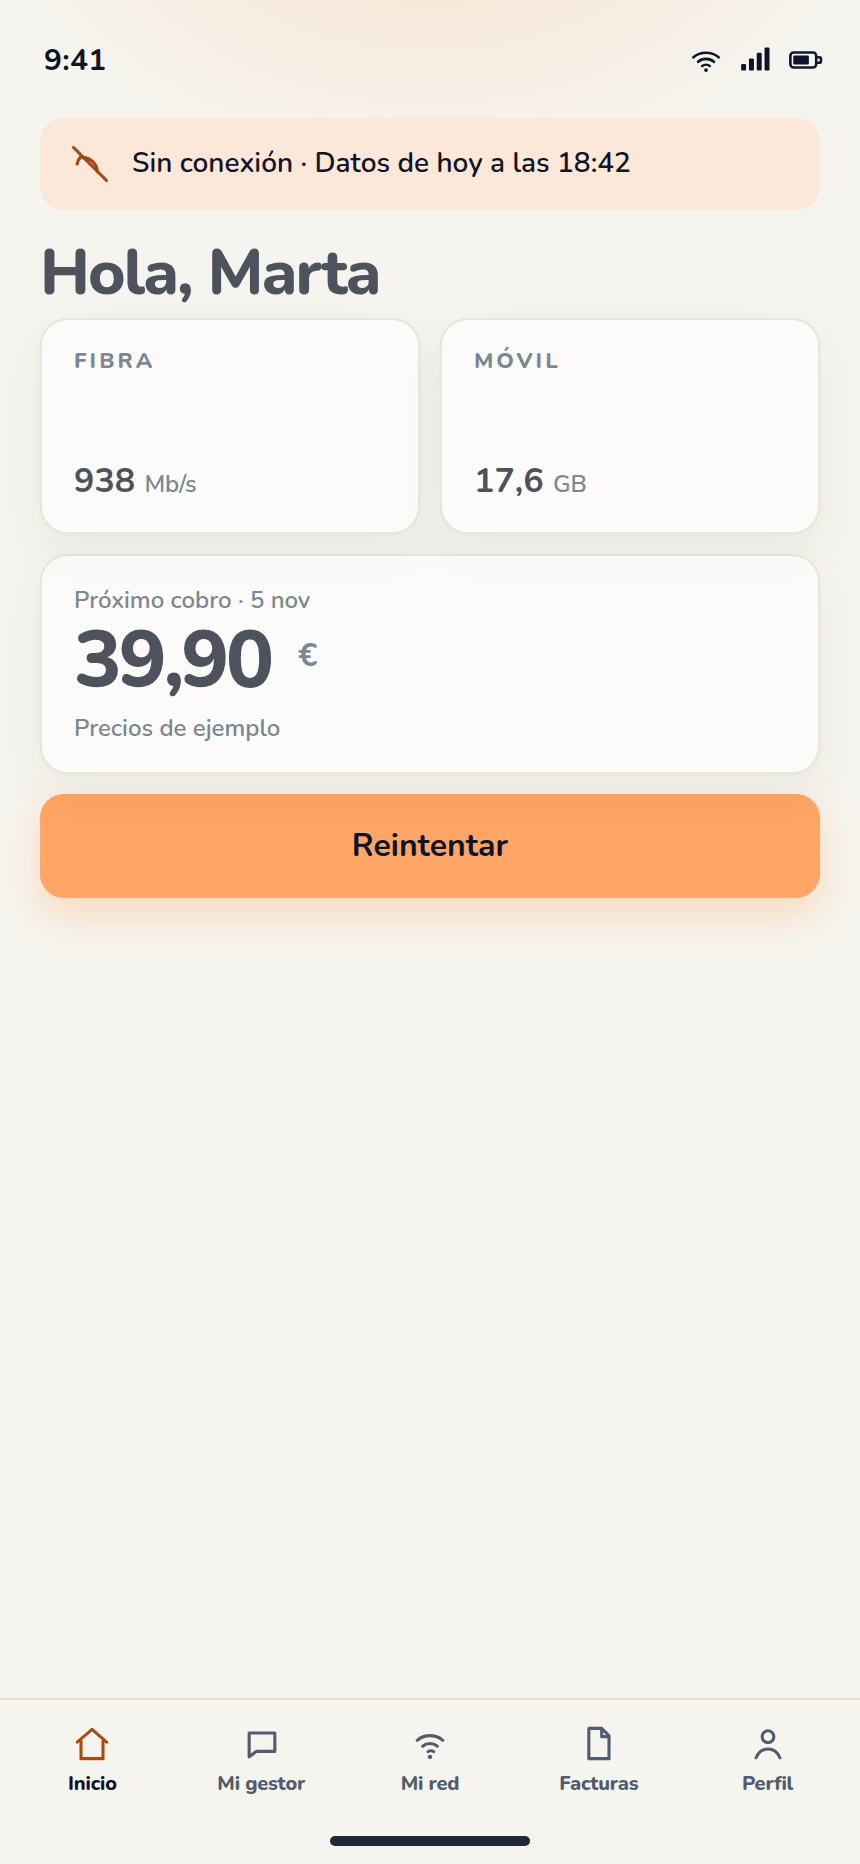 9:41
Sin conexión · Datos de hoy a las 18:42
Hola, Marta
FIBRA
938 Mb/s
MÓVIL
17,6 GB
Próximo cobro · 5 nov
39,90 €
Precios de ejemplo
Reintentar
Inicio
Mi gestor
Mi red
Facturas
Perfil